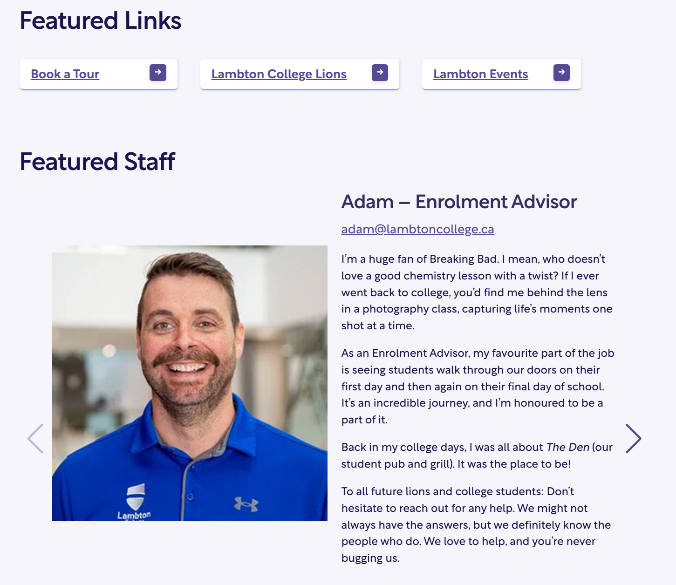 Featured Links
Book a Tour
Lambton College Lions
Lambton Events
Featured Staff
Adam – Enrolment Advisor
adam@lambtoncollege.ca
I'm a huge fan of Breaking Bad. I mean, who doesn't
love a good chemistry lesson with a twist? If I ever
went back to college, you'd find me behind the lens
in a photography class, capturing life's moments one
shot at a time.
As an Enrolment Advisor, my favourite part of the job
is seeing students walk through our doors on their
first day and then again on their final day of school.
It's an incredible journey, and I'm honoured to be a
part of it.
Back in my college days, I was all about The Den (our
student pub and grill). It was the place to be!
To all future lions and college students: Don't
hesitate to reach out for any help. We might not
always have the answers, but we definitely know the
people who do. We love to help, and you're never
bugging us.
Lambton